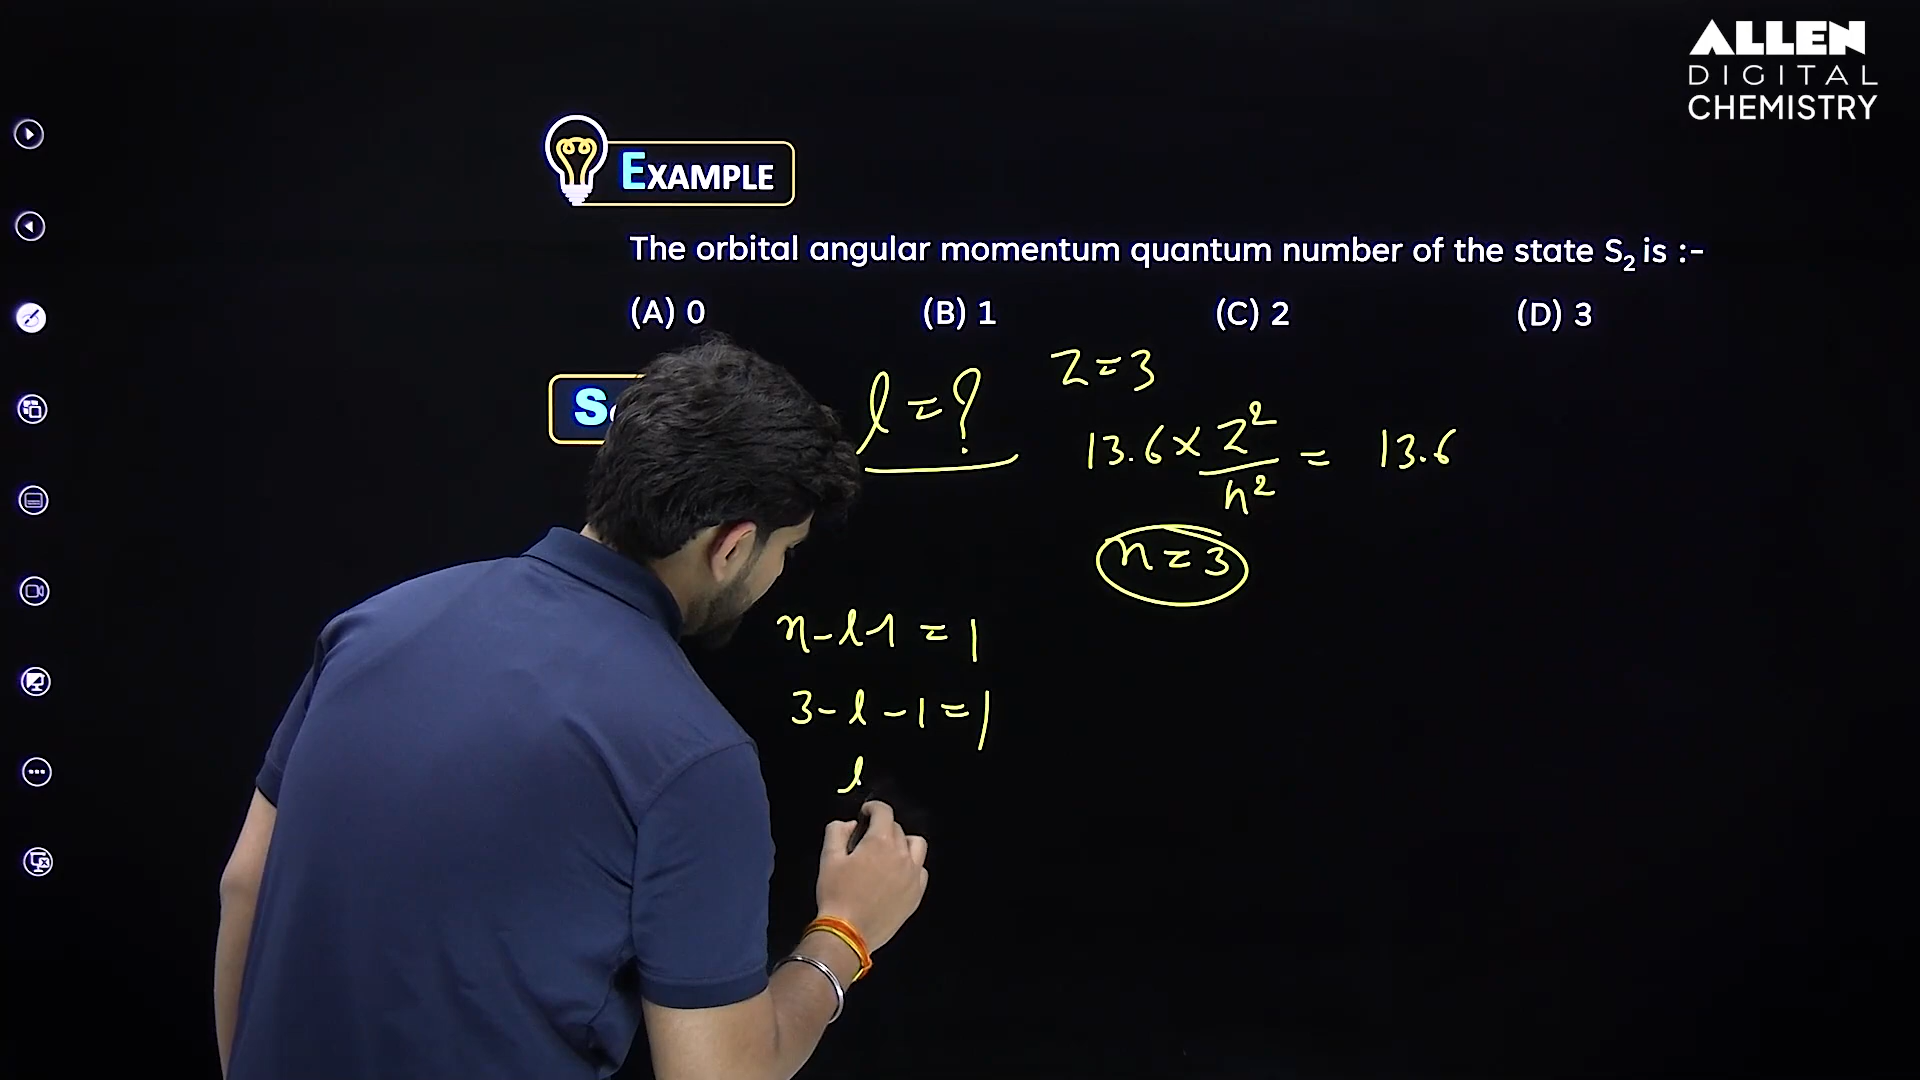 ALLEN
DIGITAL
CHEMISTRY
EXAMPLE
The orbital angular momentum quantum number of the state S₂ is :-
(A) 0 (B) 1 (C) 2 (D) 3
l = ? Z = 3
13.6 × Z²/n² = 13.6
n = 3
n - l - 1 = 1
3 - l - 1 = 1
l